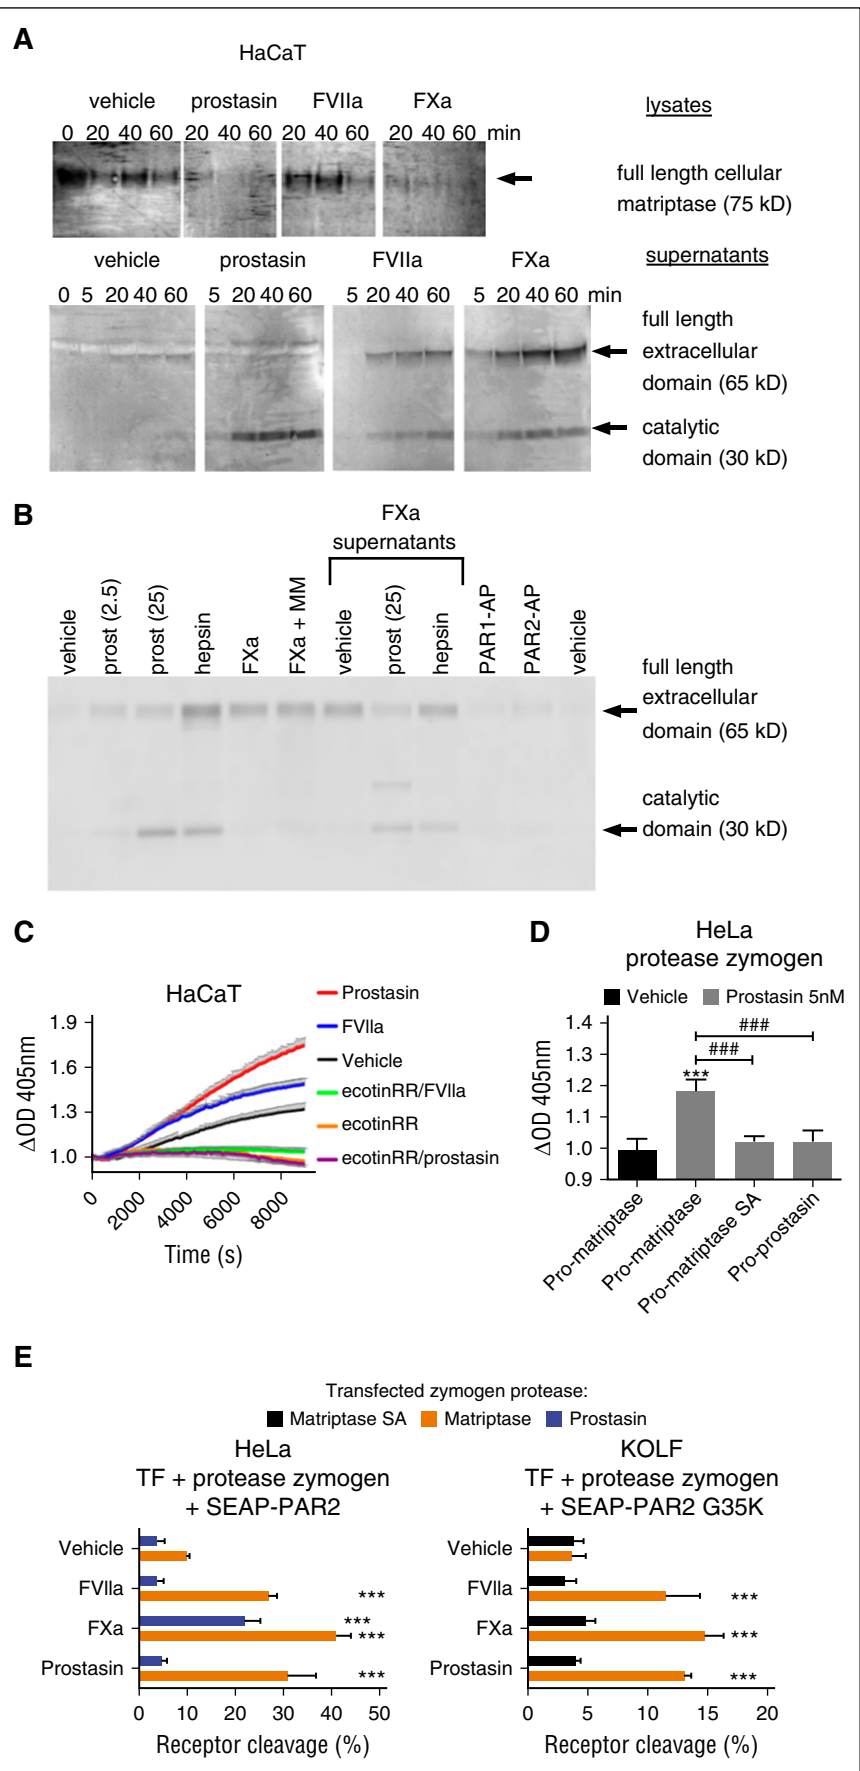 A
HaCaT
vehicle prostasin FVIIa FXa
lysates
0 20 40 60 20 40 60 20 40 60 20 40 60 min
full length cellular
matriptase (75 kD)
vehicle prostasin FVIIa FXa
supernatants
0 5 20 40 60 5 20 40 60 5 20 40 60 5 20 40 60 min
full length
extracellular
domain (65 kD)
catalytic
domain (30 kD)
B
FXa
supernatants
vehicle
prost (2.5)
prost (25)
hepsin
FXa
FXa + MM
vehicle
prost (25)
hepsin
PAR1-AP
PAR2-AP
vehicle
full length
extracellular
domain (65 kD)
catalytic
domain (30 kD)
C
HaCaT
Prostasin
FVIIa
Vehicle
ecotinRR/FVIIa
ecotinRR
ecotinRR/prostasin
ΔOD 405nm
1.9
1.6
1.3
1.0
0 2000 4000 6000 8000
Time (s)
D
HeLa
protease zymogen
Vehicle Prostasin 5nM
ΔOD 405nm
1.4
1.3
1.2
1.1
1.0
0.9
###
###
***
Pro-matriptase
Pro-matriptase
Pro-matriptase SA
Pro-prostasin
E
Transfected zymogen protease:
Matriptase SA Matriptase Prostasin
HeLa
TF + protease zymogen
+ SEAP-PAR2
Vehicle
FVIIa
***
FXa
***
***
Prostasin
***
0 10 20 30 40 50
Receptor cleavage (%)
KOLF
TF + protease zymogen
+ SEAP-PAR2 G35K
Vehicle
FVIIa
***
FXa
***
Prostasin
***
0 5 10 15 20
Receptor cleavage (%)